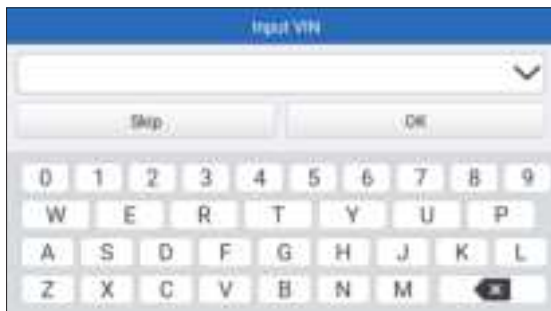 Input VIN
Skip OK
0 1 2 3 4 5 6 7 8 9
W E R T Y U P
A S D F G H J K L
Z X C V B N M